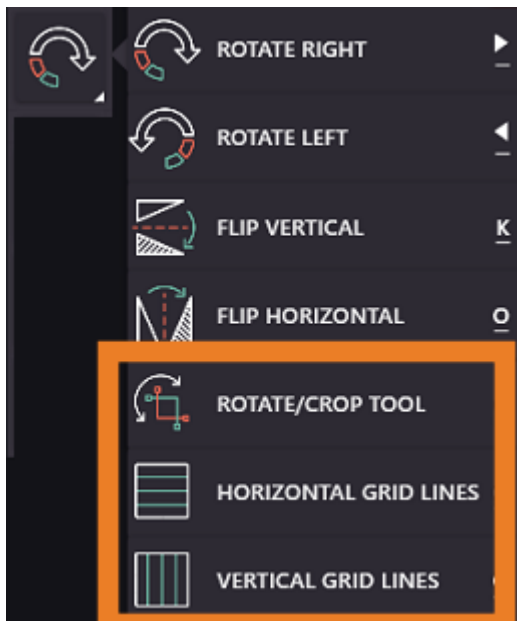 ROTATE RIGHT
ROTATE LEFT
FLIP VERTICAL K
FLIP HORIZONTAL O
ROTATE/CROP TOOL
HORIZONTAL GRID LINES
VERTICAL GRID LINES